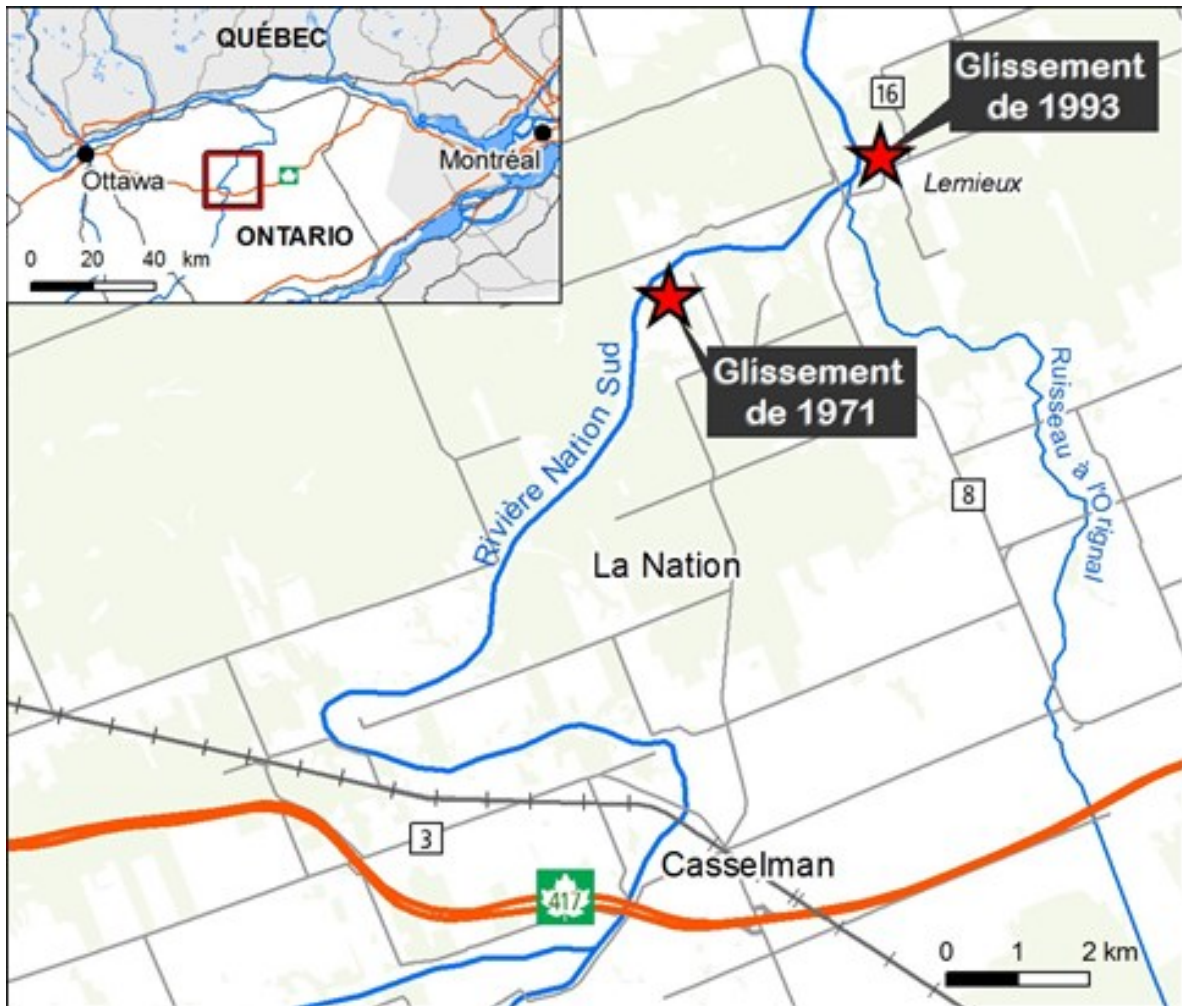 QUÉBEC
Montréal
Ottawa
ONTARIO
0 20 40 km
Glissement
de 1993
16
Lemieux
Glissement
de 1971
Rivière Nation Sud
Ruisseau à l'Orignal
8
La Nation
3
Casselman
417
0 1 2 km